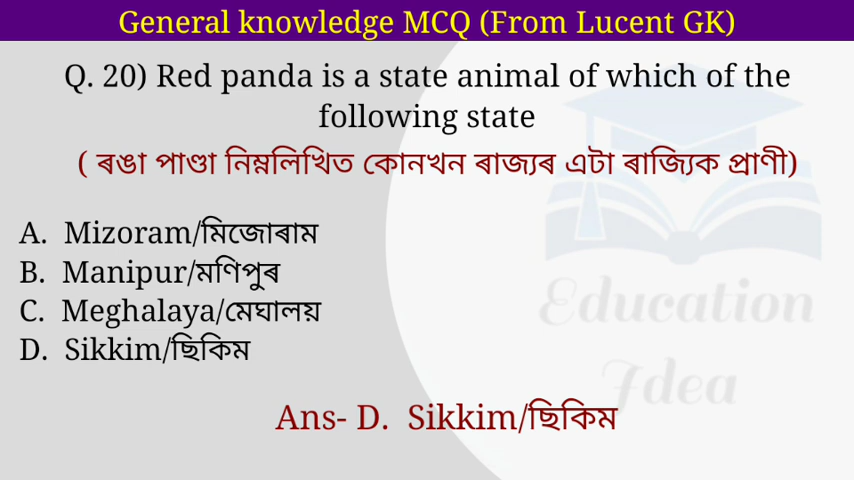 General knowledge MCQ (From Lucent GK)
Q. 20) Red panda is a state animal of which of the
following state
( ৰঙা পাণ্ডা নিম্নলিখিত কোনখন ৰাজ্যৰ এটা ৰাজ্যিক প্ৰাণী)
A. Mizoram/মিজোৰাম
B. Manipur/মণিপুৰ
C. Meghalaya/মেঘালয়
D. Sikkim/ছিকিম
Education
Idea
Ans- D. Sikkim/ছিকিম